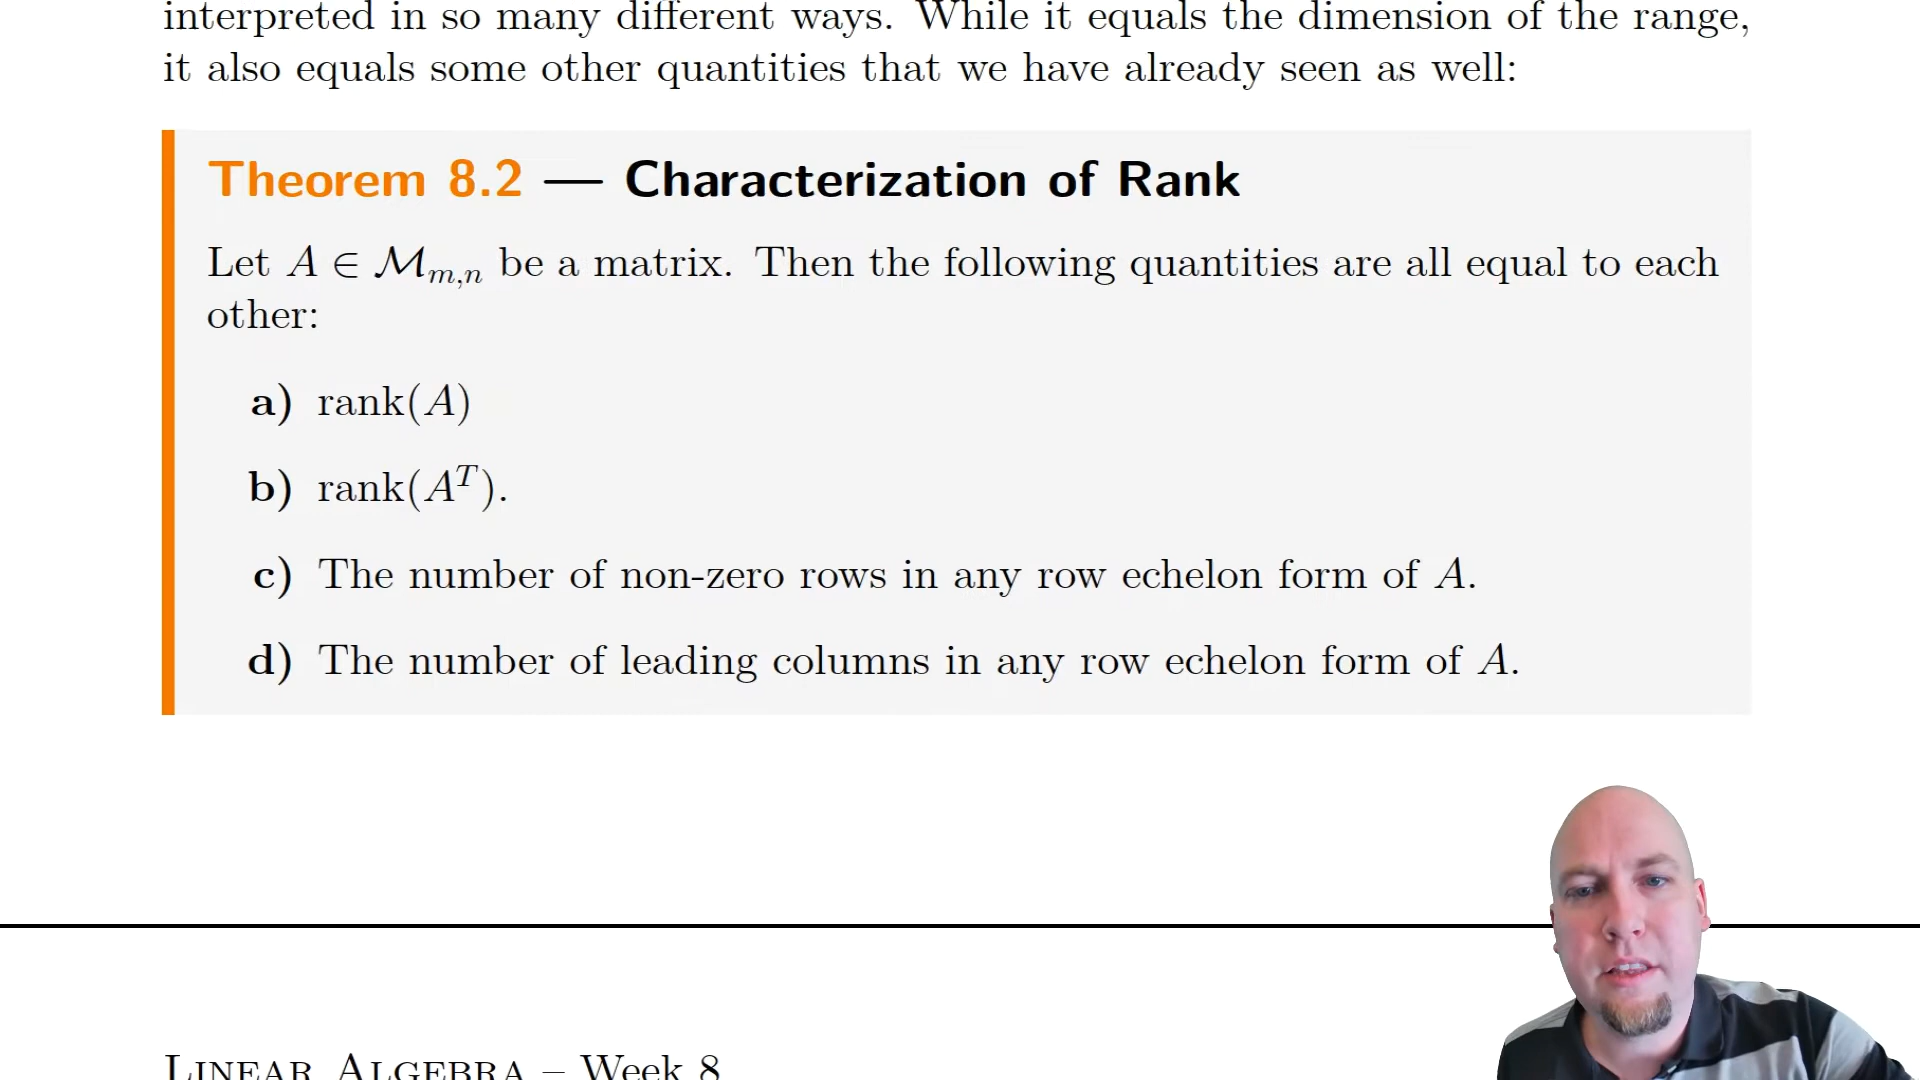 interpreted in so many different ways. While it equals the dimension of the range,
it also equals some other quantities that we have already seen as well:
Theorem 8.2 — Characterization of Rank
Let A ∈ ℳₘ,ₙ be a matrix. Then the following quantities are all equal to each
other:
a) rank(A)
b) rank(Aᵀ).
c) The number of non-zero rows in any row echelon form of A.
d) The number of leading columns in any row echelon form of A.
Linear Algebra – Week 8